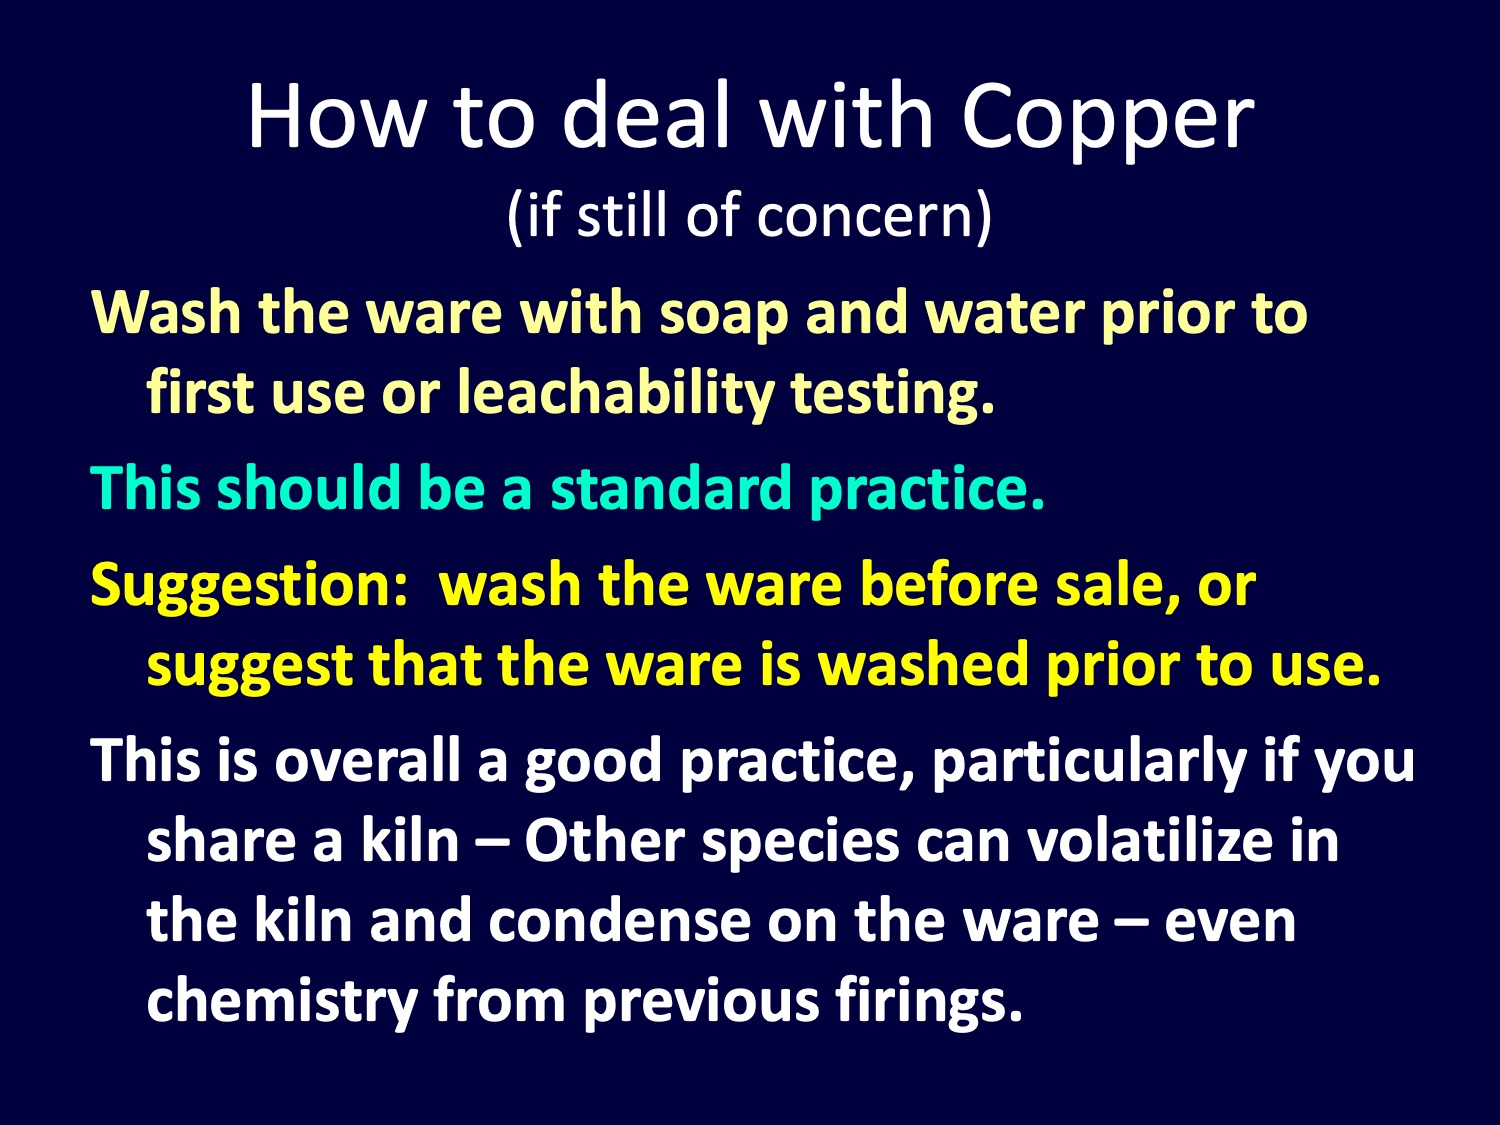 How to deal with Copper
(if still of concern)
Wash the ware with soap and water prior to
first use or leachability testing.
This should be a standard practice.
Suggestion:  wash the ware before sale, or
suggest that the ware is washed prior to use.
This is overall a good practice, particularly if you
share a kiln – Other species can volatilize in
the kiln and condense on the ware – even
chemistry from previous firings.